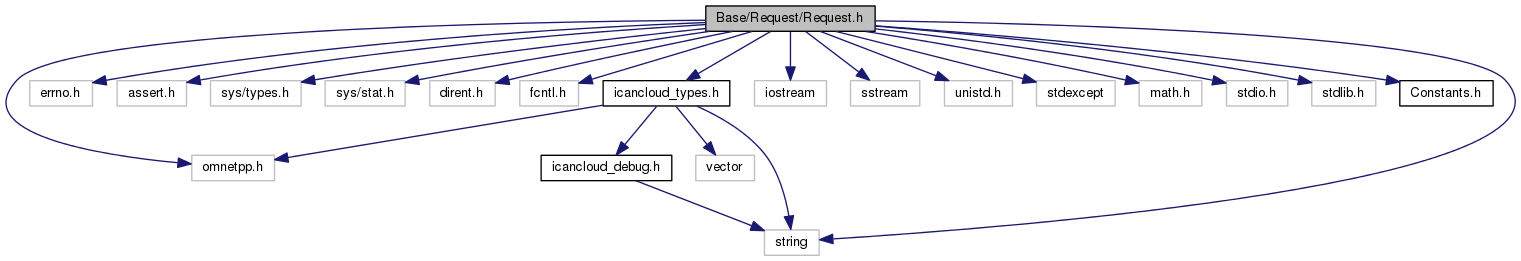 Base/Request/Request.h
errno.h
assert.h
sys/types.h
sys/stat.h
dirent.h
fcntl.h
icancloud_types.h
iostream
sstream
unistd.h
stdexcept
math.h
stdio.h
stdlib.h
Constants.h
omnetpp.h
icancloud_debug.h
vector
string